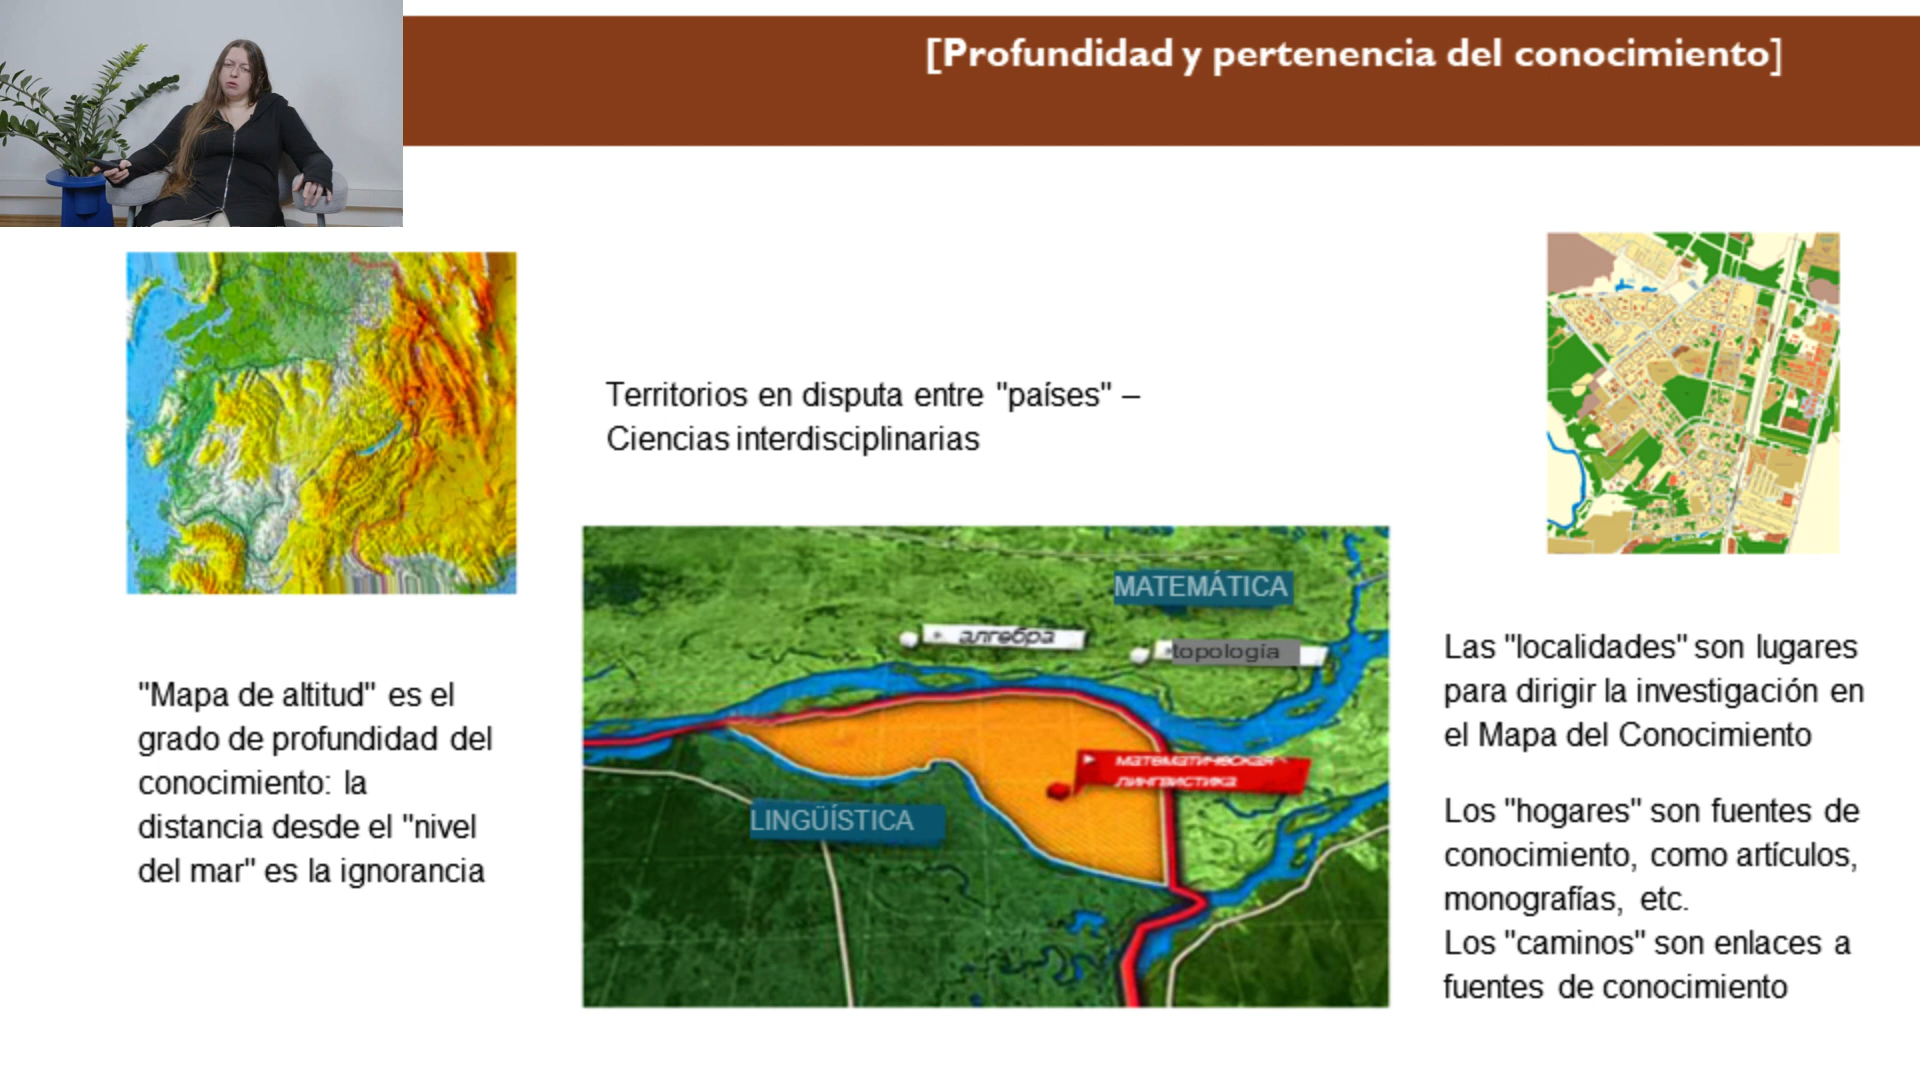 [Profundidad y pertenencia del conocimiento]
Territorios en disputa entre "países" –
Ciencias interdisciplinarias
"Mapa de altitud" es el
grado de profundidad del
conocimiento: la
distancia desde el "nivel
del mar" es la ignorancia
MATEMÁTICA
алгебра
topología
математическая
лингвистика
LINGÜÍSTICA
Las "localidades" son lugares
para dirigir la investigación en
el Mapa del Conocimiento
Los "hogares" son fuentes de
conocimiento, como artículos,
monografías, etc.
Los "caminos" son enlaces a
fuentes de conocimiento